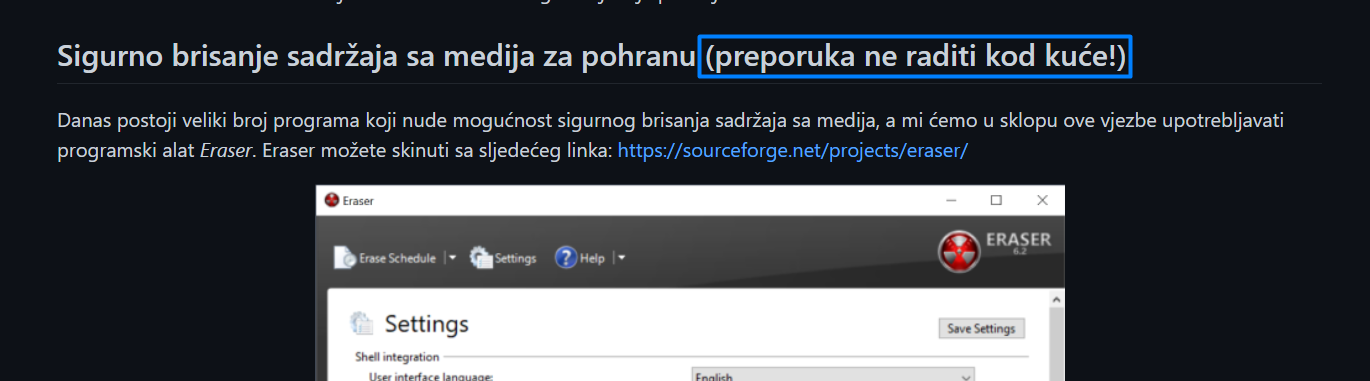 Sigurno brisanje sadržaja sa medija za pohranu (preporuka ne raditi kod kuće!)
Danas postoji veliki broj programa koji nude mogućnost sigurnog brisanja sadržaja sa medija, a mi ćemo u sklopu ove vjezbe upotrebljavati
programski alat Eraser. Eraser možete skinuti sa sljedećeg linka: https://sourceforge.net/projects/eraser/
Eraser
Erase Schedule
Settings
Help
ERASER
6.2
Settings
Save Settings
Shell integration
User interface language:
English